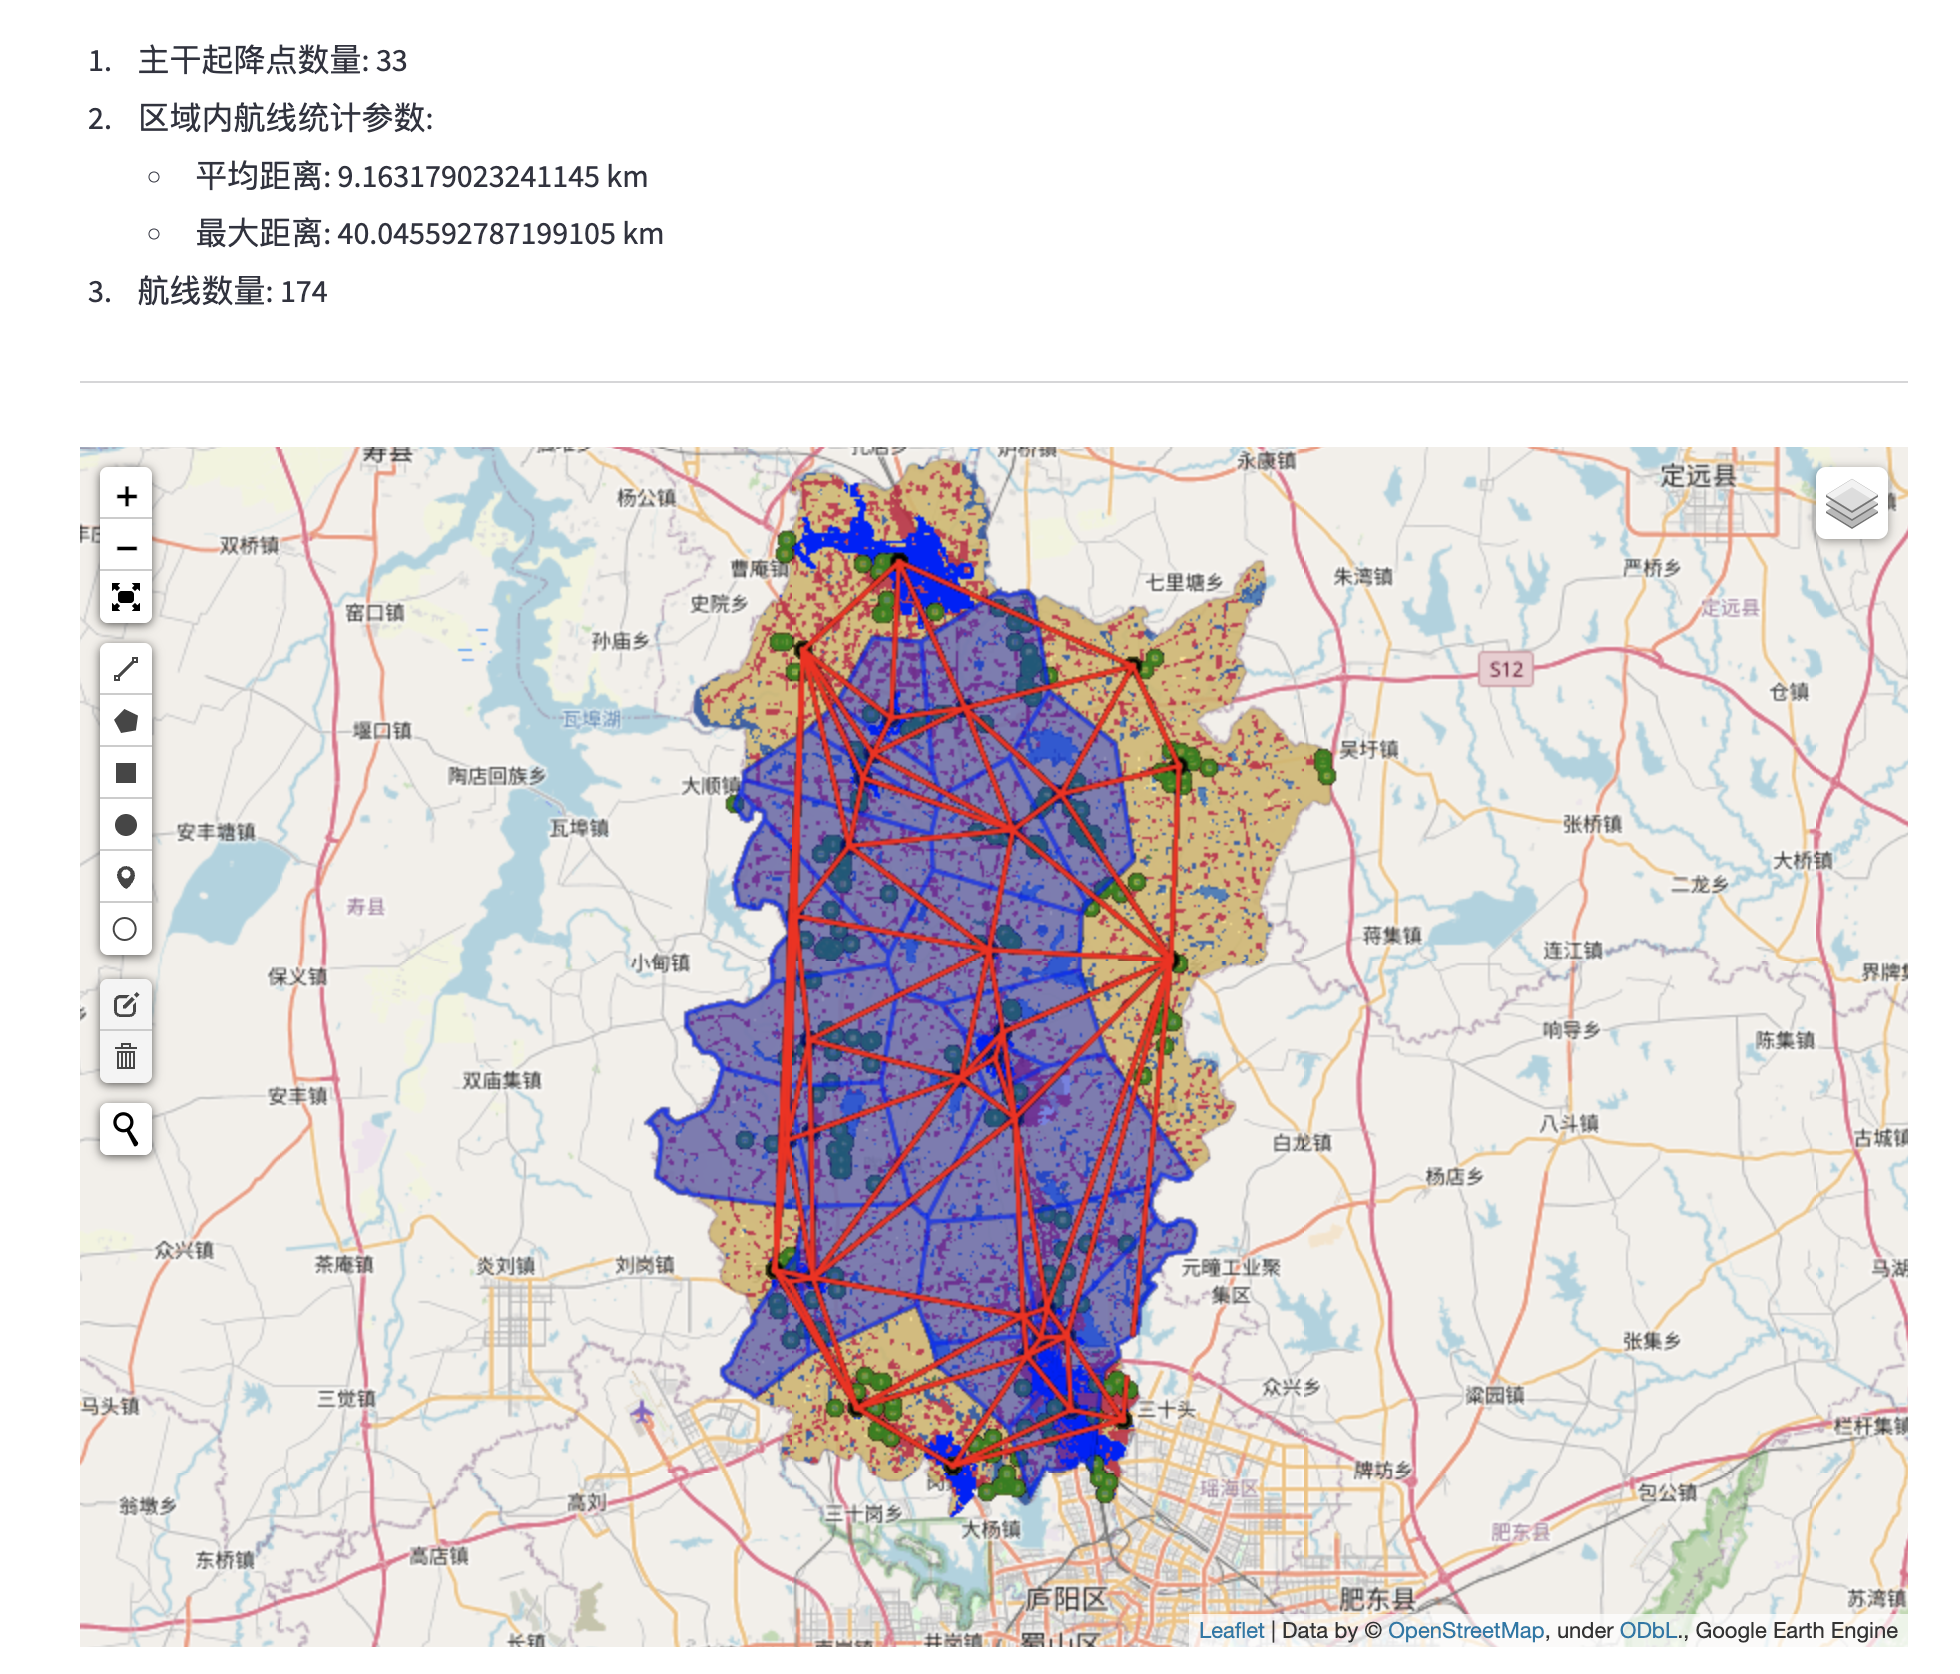 1. 主干起降点数量: 33
2. 区域内航线统计参数:
○ 平均距离: 9.163179023241145 km
○ 最大距离: 40.045592787199105 km
3. 航线数量: 174
寿县
永康镇
定远县
杨公镇
双桥镇
曹庵镇
七里塘乡
朱湾镇
严桥乡
窑口镇
史院乡
定远县
孙庙乡
S12
仓镇
瓦埠湖
堰口镇
吴圩镇
陶店回族乡
大顺镇
安丰塘镇
瓦埠镇
张桥镇
大桥镇
二龙乡
寿县
小甸镇
蒋集镇
连江镇
保义镇
界牌集
响导乡
陈集镇
双庙集镇
安丰镇
八斗镇
白龙镇
古城镇
杨店乡
众兴镇
茶庵镇
炎刘镇
刘岗镇
元疃工业聚
集区
马湖
张集乡
马头镇
三觉镇
众兴乡
梁园镇
三十头
栏杆集镇
牌坊乡
翁墩乡
高刘
三十岗乡
瑶海区
包公镇
大杨镇
肥东县
东桥镇
高店镇
庐阳区
肥东县
苏湾镇
长镇
井岗镇
蜀山区
Leaflet | Data by © OpenStreetMap, under ODbL., Google Earth Engine